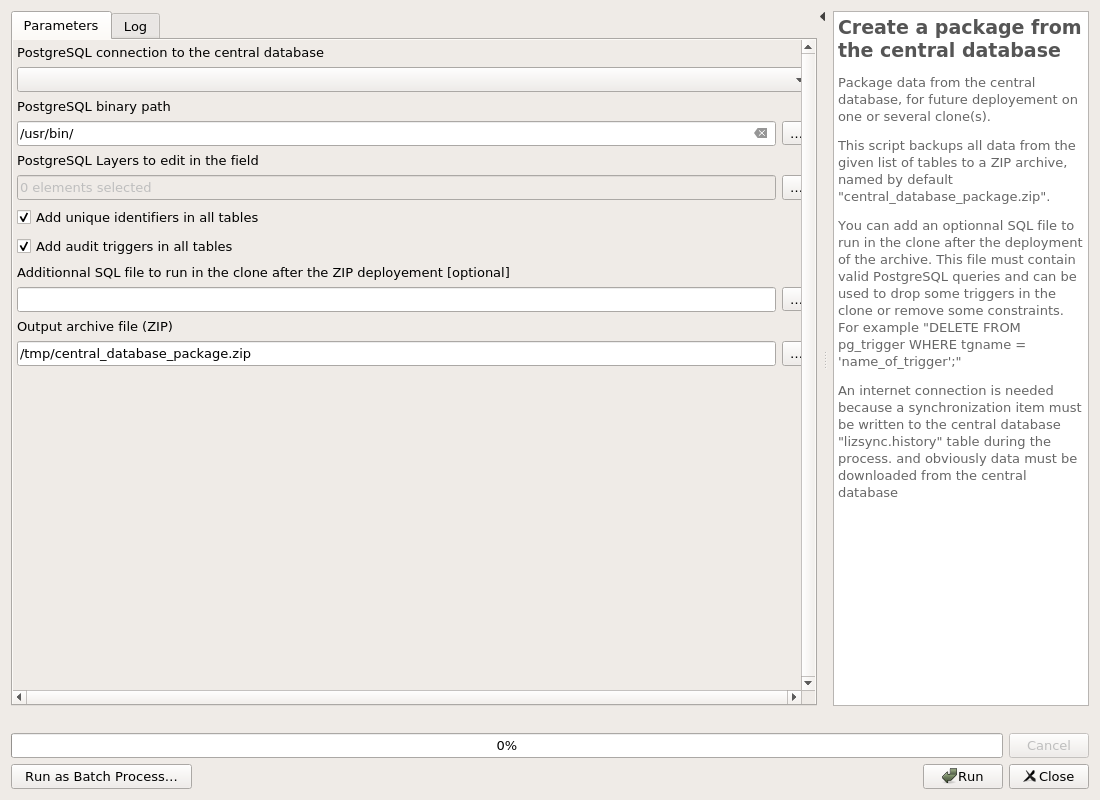 Parameters
Log
PostgreSQL connection to the central database
PostgreSQL binary path
/usr/bin/
...
PostgreSQL Layers to edit in the field
0 elements selected
...
Add unique identifiers in all tables
Add audit triggers in all tables
Additionnal SQL file to run in the clone after the ZIP deployement [optional]
...
Output archive file (ZIP)
/tmp/central_database_package.zip
...
Create a package from
the central database
Package data from the central
database, for future deployement on
one or several clone(s).
This script backups all data from the
given list of tables to a ZIP archive,
named by default
"central_database_package.zip".
You can add an optionnal SQL file to
run in the clone after the deployment
of the archive. This file must contain
valid PostgreSQL queries and can be
used to drop some triggers in the
clone or remove some constraints.
For example "DELETE FROM
pg_trigger WHERE tgname =
'name_of_trigger';"
An internet connection is needed
because a synchronization item must
be written to the central database
"lizsync.history" table during the
process. and obviously data must be
downloaded from the central
database
0%
Cancel
Run as Batch Process...
Run
Close